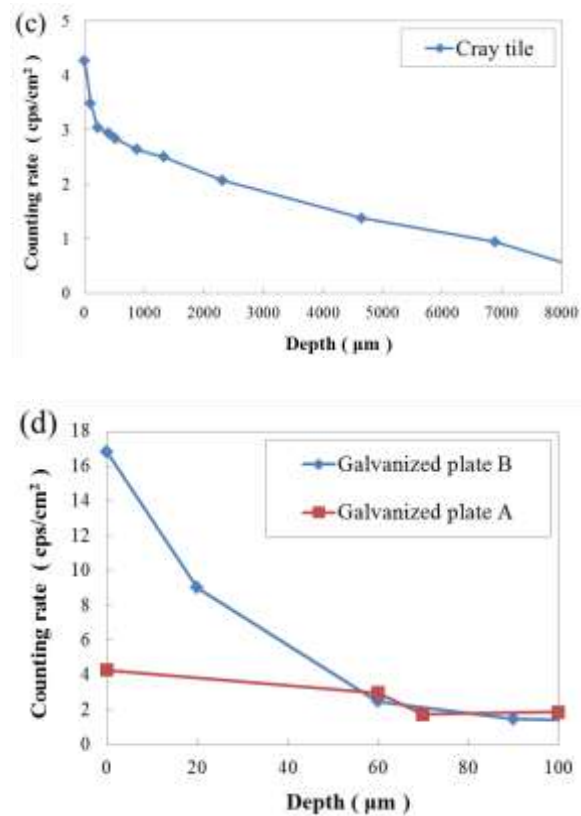 (c)
Cray tile
Counting rate ( cps/cm² )
5
4
3
2
1
0
0 1000 2000 3000 4000 5000 6000 7000 8000
Depth ( μm )
(d)
Galvanized plate B
Galvanized plate A
Counting rate ( cps/cm² )
18
16
14
12
10
8
6
4
2
0
0 20 40 60 80 100
Depth ( μm )